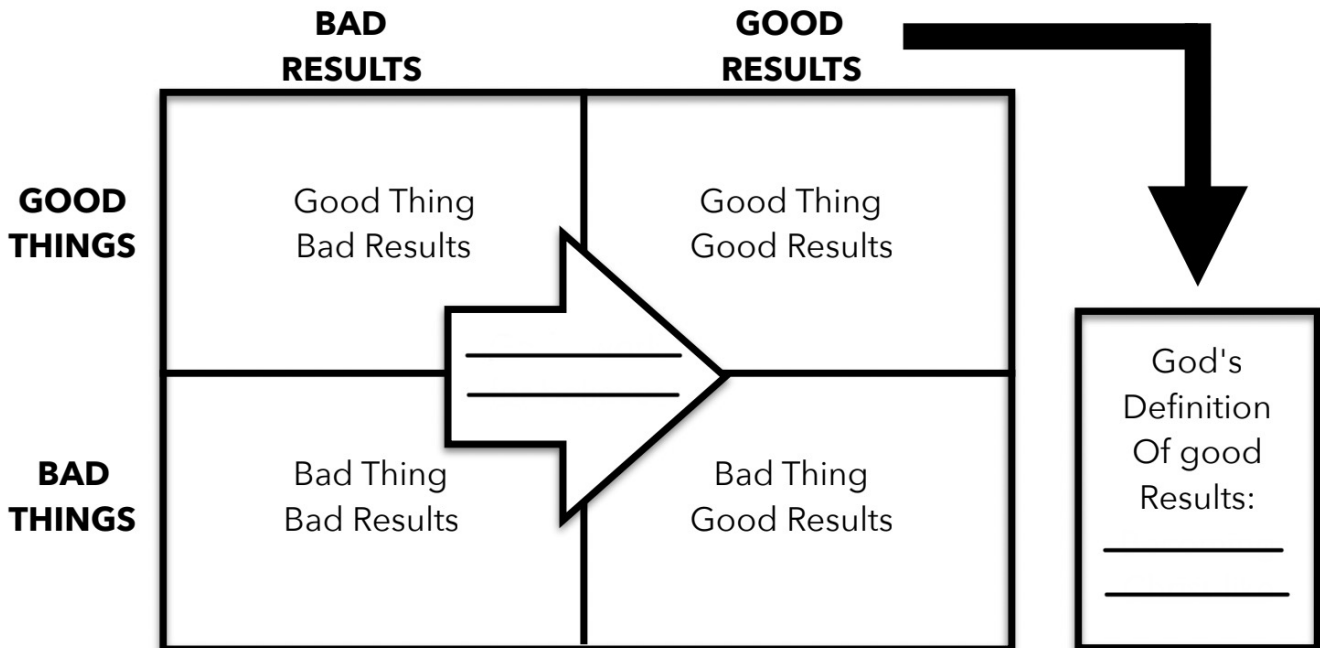 BAD
RESULTS
GOOD
RESULTS
GOOD
THINGS
Good Thing
Bad Results
Good Thing
Good Results
BAD
THINGS
Bad Thing
Bad Results
Bad Thing
Good Results
God's
Definition
Of good
Results: